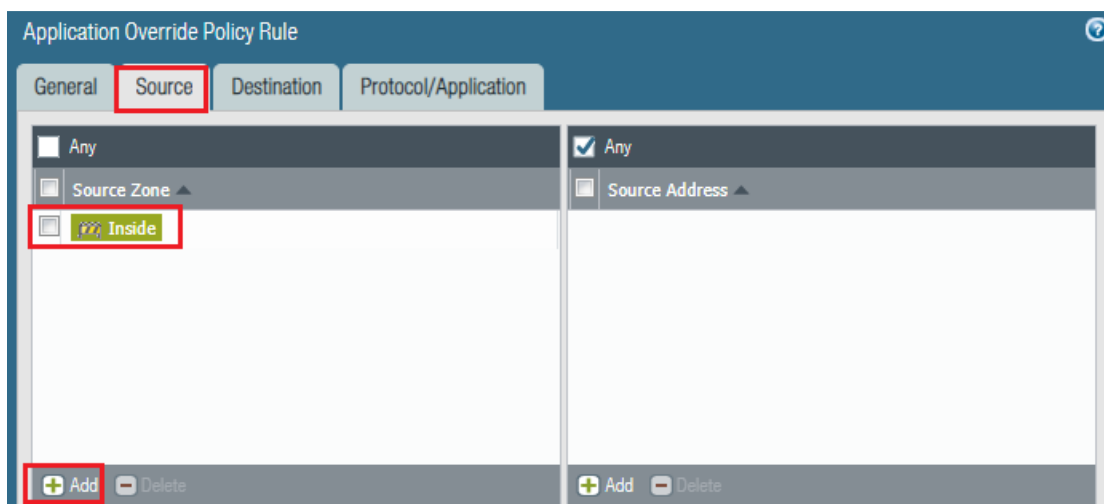 Application Override Policy Rule
General Source Destination Protocol/Application
Any
Source Zone
Inside
Add Delete
Any
Source Address
Add Delete